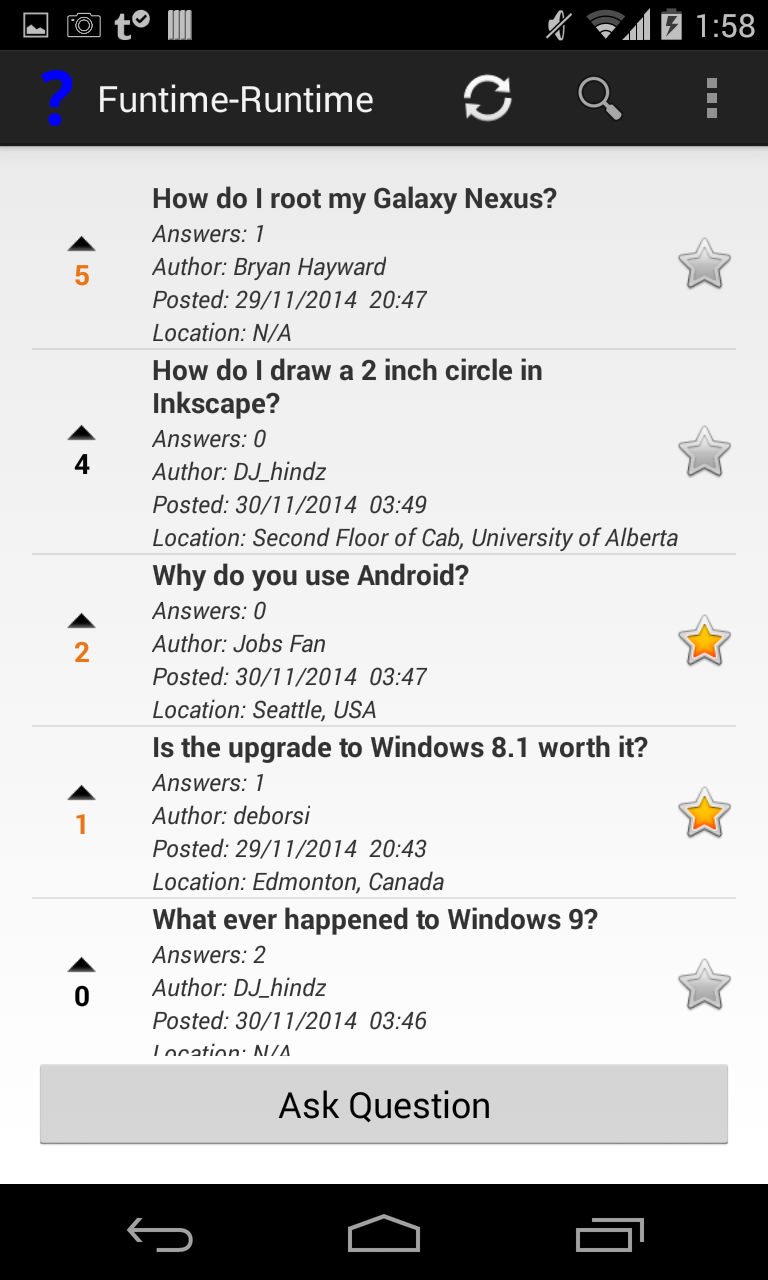 1:58
? Funtime-Runtime
How do I root my Galaxy Nexus?
Answers: 1
Author: Bryan Hayward
5
Posted: 29/11/2014  20:47
Location: N/A
How do I draw a 2 inch circle in
Inkscape?
Answers: 0
4
Author: DJ_hindz
Posted: 30/11/2014  03:49
Location: Second Floor of Cab, University of Alberta
Why do you use Android?
Answers: 0
2
Author: Jobs Fan
Posted: 30/11/2014  03:47
Location: Seattle, USA
Is the upgrade to Windows 8.1 worth it?
Answers: 1
1
Author: deborsi
Posted: 29/11/2014  20:43
Location: Edmonton, Canada
What ever happened to Windows 9?
Answers: 2
0
Author: DJ_hindz
Posted: 30/11/2014  03:46
Location: N/A
Ask Question